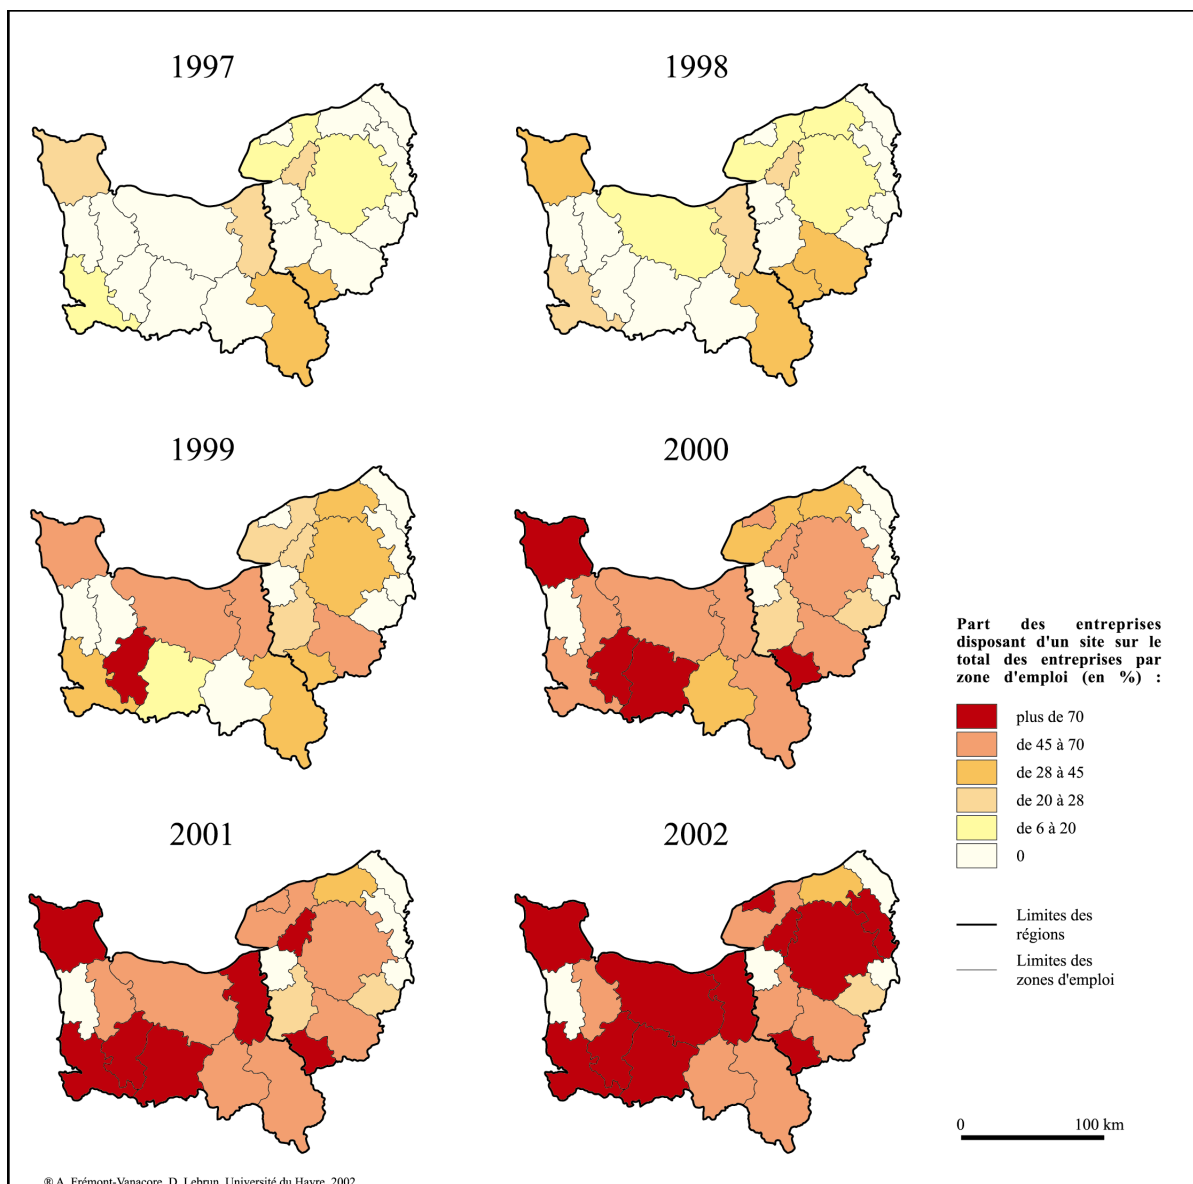 1997
1998
1999
2000
2001
2002
Part des entreprises
disposant d'un site sur le
total des entreprises par
zone d'emploi (en %) :
plus de 70
de 45 à 70
de 28 à 45
de 20 à 28
de 6 à 20
0
Limites des
régions
Limites des
zones d'emploi
0 100 km
® A. Frémont-Vanacore, D. Lebrun, Université du Havre, 2002